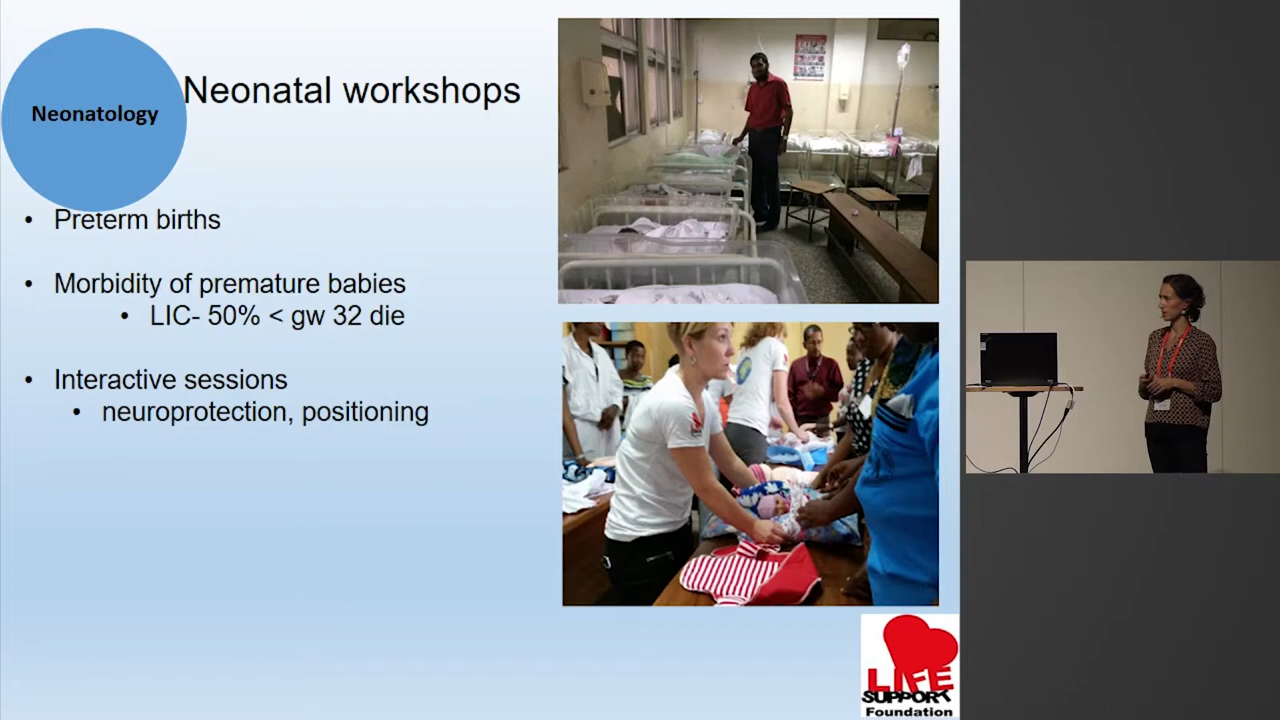 Neonatology
Neonatal workshops
• Preterm births
• Morbidity of premature babies
• LIC- 50% < gw 32 die
• Interactive sessions
• neuroprotection, positioning
LIFE
SUPPORT
Foundation